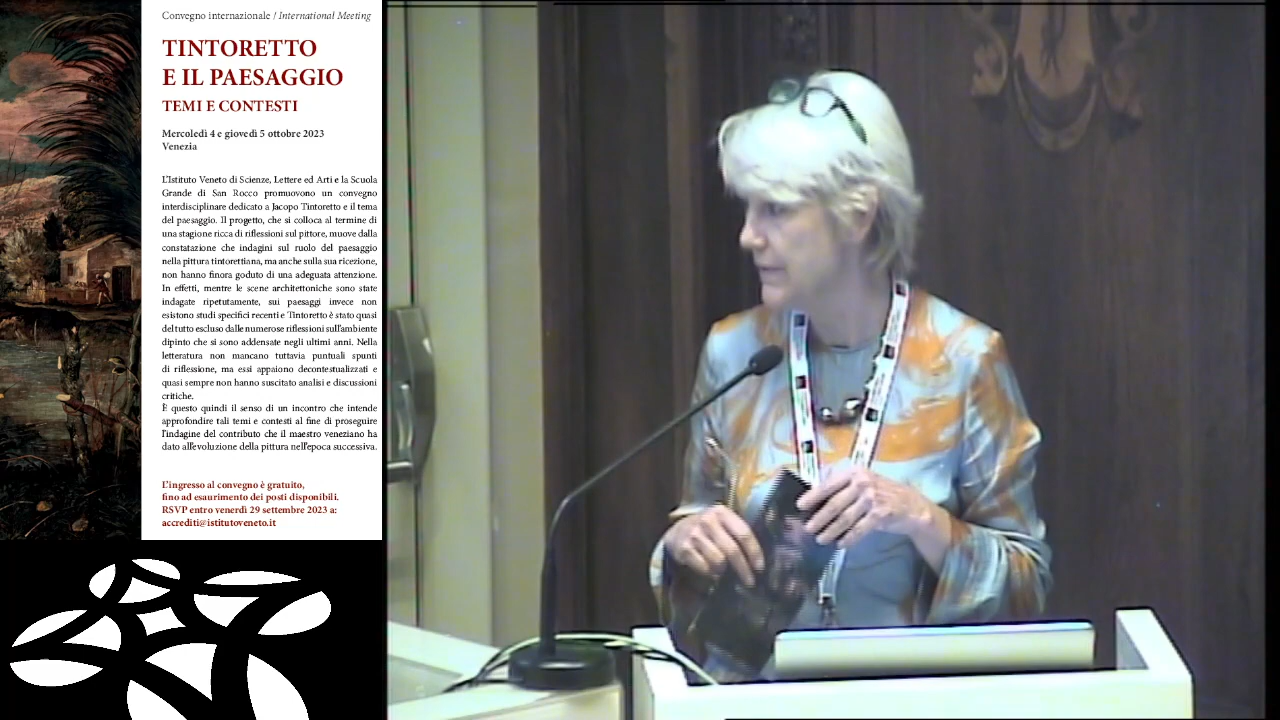 Convegno internazionale / International Meeting
TINTORETTO
E IL PAESAGGIO
TEMI E CONTESTI
Mercoledì 4 e giovedì 5 ottobre 2023
Venezia
L'Istituto Veneto di Scienze, Lettere ed Arti e la Scuola
Grande di San Rocco promuovono un convegno
interdisciplinare dedicato a Jacopo Tintoretto e il tema
del paesaggio. Il progetto, che si colloca al termine di
una stagione ricca di riflessioni sul pittore, muove dalla
constatazione che indagini sul ruolo del paesaggio
nella pittura tintorettiana, ma anche sulla sua ricezione,
non hanno finora goduto di una adeguata attenzione.
In effetti, mentre le scene architettoniche sono state
indagate ripetutamente, sui paesaggi invece non
esistono studi specifici recenti e Tintoretto è stato quasi
del tutto escluso dalle numerose riflessioni sull'ambiente
dipinto che si sono addensate negli ultimi anni. Nella
letteratura non mancano tuttavia puntuali spunti
di riflessione, ma essi appaiono decontestualizzati e
quasi sempre non hanno suscitato analisi e discussioni
critiche.
È questo quindi il senso di un incontro che intende
approfondire tali temi e contesti al fine di proseguire
l'indagine del contributo che il maestro veneziano ha
dato all'evoluzione della pittura nell'epoca successiva.
L'ingresso al convegno è gratuito,
fino ad esaurimento dei posti disponibili.
RSVP entro venerdì 29 settembre 2023 a:
accrediti@istitutoveneto.it